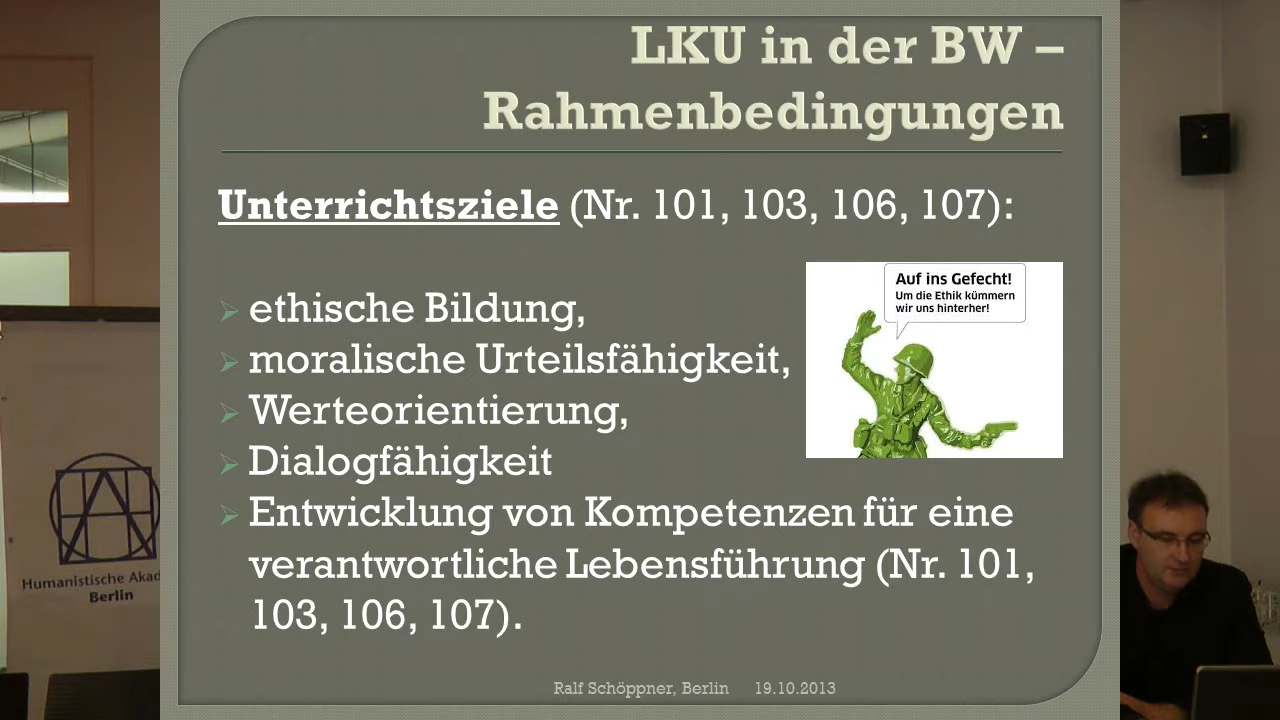 LKU in der BW –
Rahmenbedingungen
Unterrichtsziele (Nr. 101, 103, 106, 107):
Auf ins Gefecht!
Um die Ethik kümmern
wir uns hinterher!
ethische Bildung,
moralische Urteilsfähigkeit,
Werteorientierung,
Dialogfähigkeit
Entwicklung von Kompetenzen für eine
verantwortliche Lebensführung (Nr. 101,
103, 106, 107).
Humanistische Akad
Berlin
Ralf Schöppner, Berlin 19.10.2013